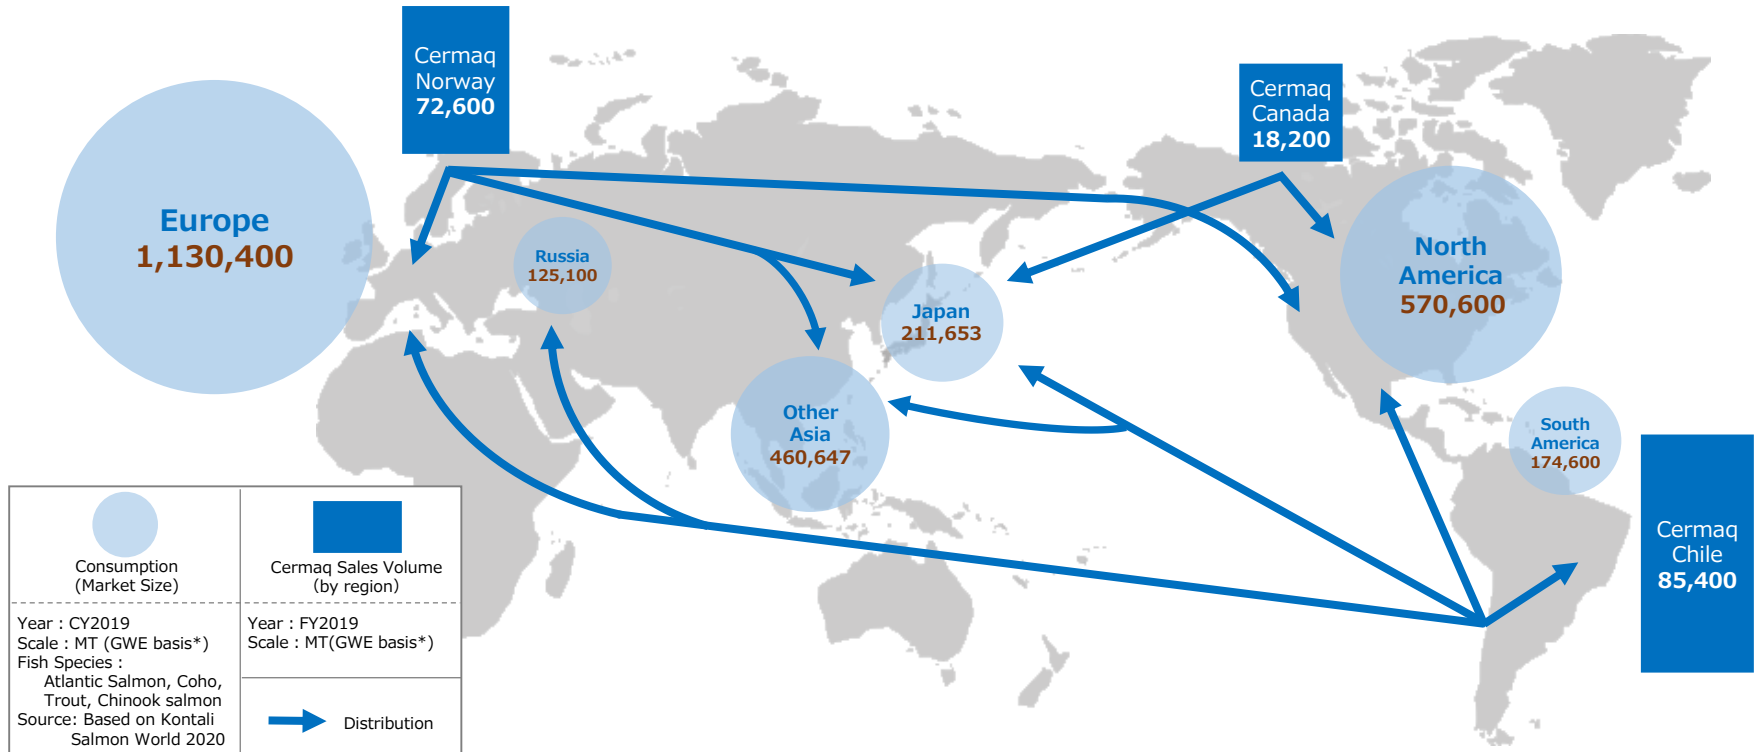 Cermaq
Norway
72,600
Cermaq
Canada
18,200
Europe
1,130,400
Russia
125,100
Japan
211,653
North
America
570,600
Other
Asia
460,647
South
America
174,600
Cermaq
Chile
85,400
Consumption
(Market Size)
Cermaq Sales Volume
(by region)
Year : CY2019
Scale : MT (GWE basis*)
Fish Species :
Atlantic Salmon, Coho,
Trout, Chinook salmon
Source: Based on Kontali
Salmon World 2020
Year : FY2019
Scale : MT(GWE basis*)
Distribution